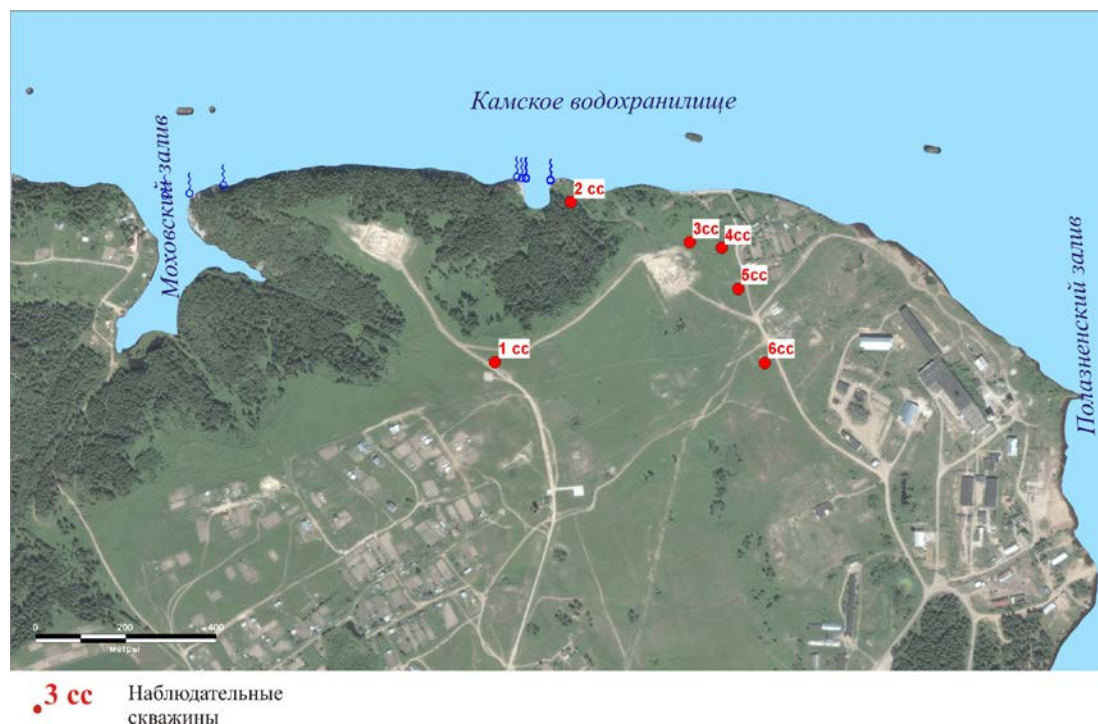 Камское водохранилище
Моховский залив
Полазненский залив
2 сс
3сс
4сс
5сс
1 сс
6сс
0 200 400
метры
3 сс Наблюдательные
скважины